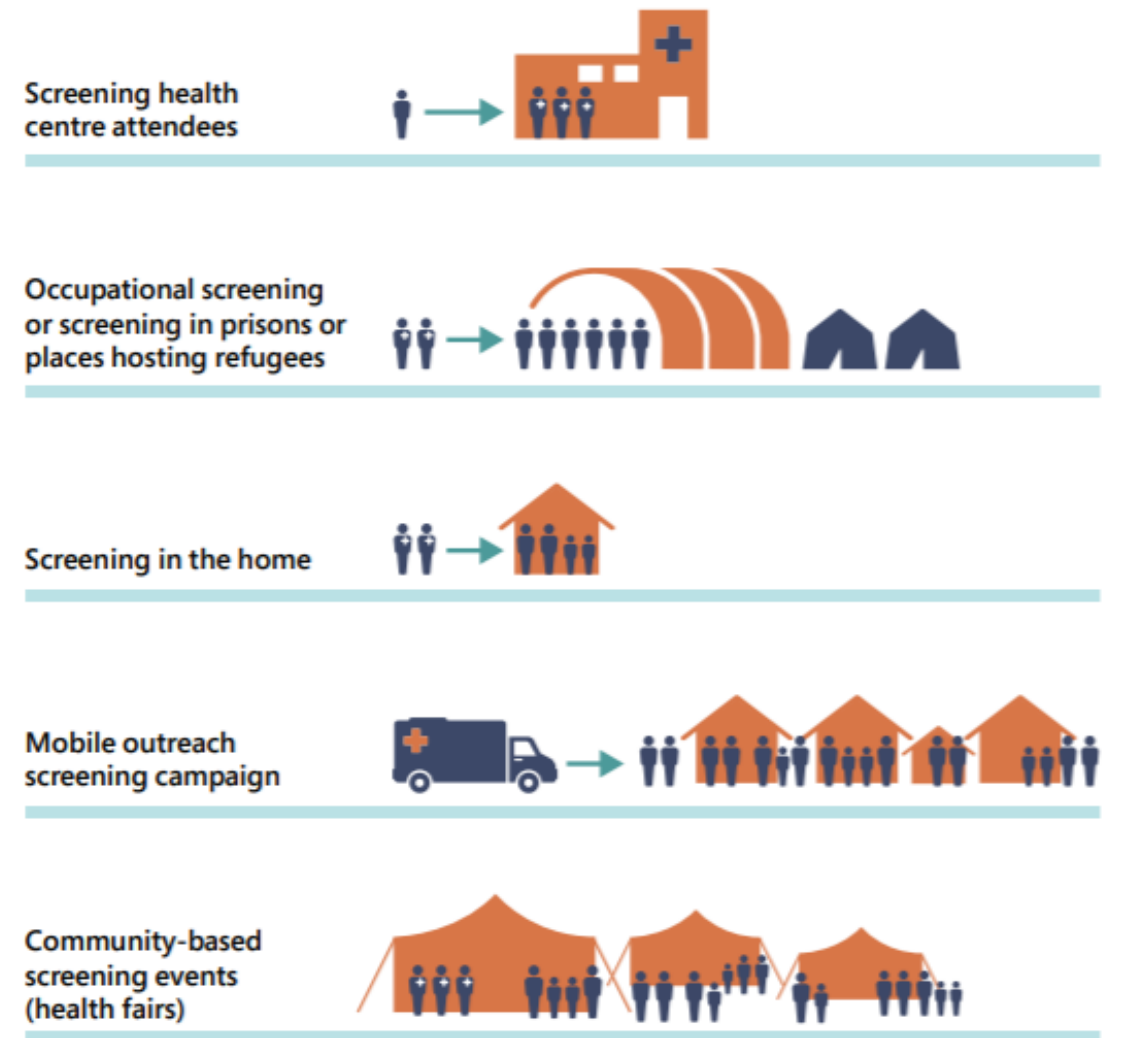 Screening health
centre attendees
Occupational screening
or screening in prisons or
places hosting refugees
Screening in the home
Mobile outreach
screening campaign
Community-based
screening events
(health fairs)